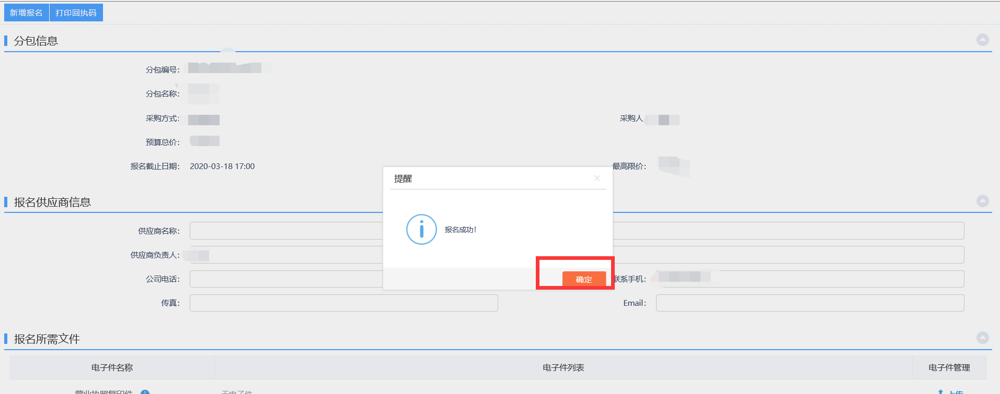 新增报名 打印回执码
分包信息
分包编号：
分包名称：
采购方式： 采购人
预算总价：
报名截止日期： 2020-03-18 17:00 最高限价：
提醒
报名成功！
确定
报名供应商信息
供应商名称：
供应商负责人：
公司电话： 联系手机：
传真： Email：
报名所需文件
电子件名称 电子件列表 电子件管理
营业执照复印件 无电子件 上传